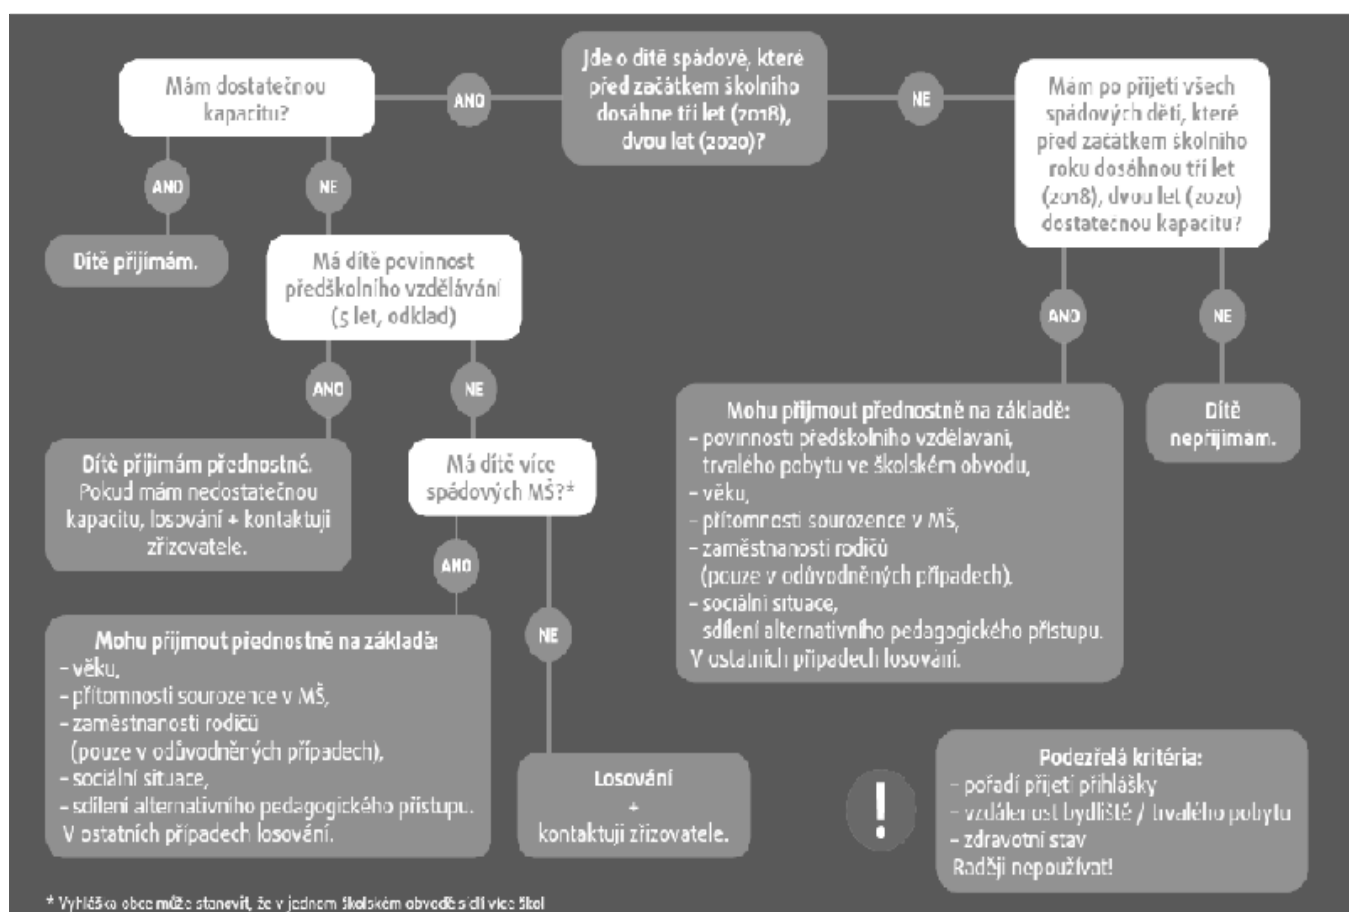 Jde o dítě spádové, které
před začátkem školního
dosáhne tři let (2018),
dvou let (2020)?
ANO
NE
Mám dostatečnou
kapacitu?
ANO
NE
Dítě přijímám.
Má dítě povinnost
předškolního vzdělávání
(5 let, odklad)
ANO
NE
Dítě přijímám přednostně.
Pokud mám nedostatečnou
kapacitu, losování + kontaktuji
zřizovatele.
Má dítě více
spádových MŠ?*
ANO
NE
Mohu přijmout přednostně na základě:
– věku,
– přítomnosti sourozence v MŠ,
– zaměstnanosti rodičů
(pouze v odůvodněných případech),
– sociální situace,
– sdílení alternativního pedagogického přístupu.
V ostatních případech losování.
Losování
+
kontaktuji zřizovatele.
Mám po přijetí všech
spádových dětí, které
před začátkem školního
roku dosáhnou tří let
(2018), dvou let (2020)
dostatečnou kapacitu?
ANO
NE
Mohu přijmout přednostně na základě:
– povinnosti předškolního vzdělavani,
trvalého pobytu ve školském obvodu,
– věku,
– přítomnosti sourozence v MŠ,
– zaměstnanosti rodičů
(pouze v odůvodněných případech),
– sociální situace,
sdílení alternativního pedagogického přístupu.
V ostatních případech losování.
Dítě
nepřijímám.
!
Podezřelá kritéria:
– pořadí přijetí přihlášky
– vzdálenost bydliště / trvalého pobytu
– zdravotní stav
Raději nepoužívat!
* Vyhláška obce může stanovit, že v jednom školském obvodě sídlí více škol